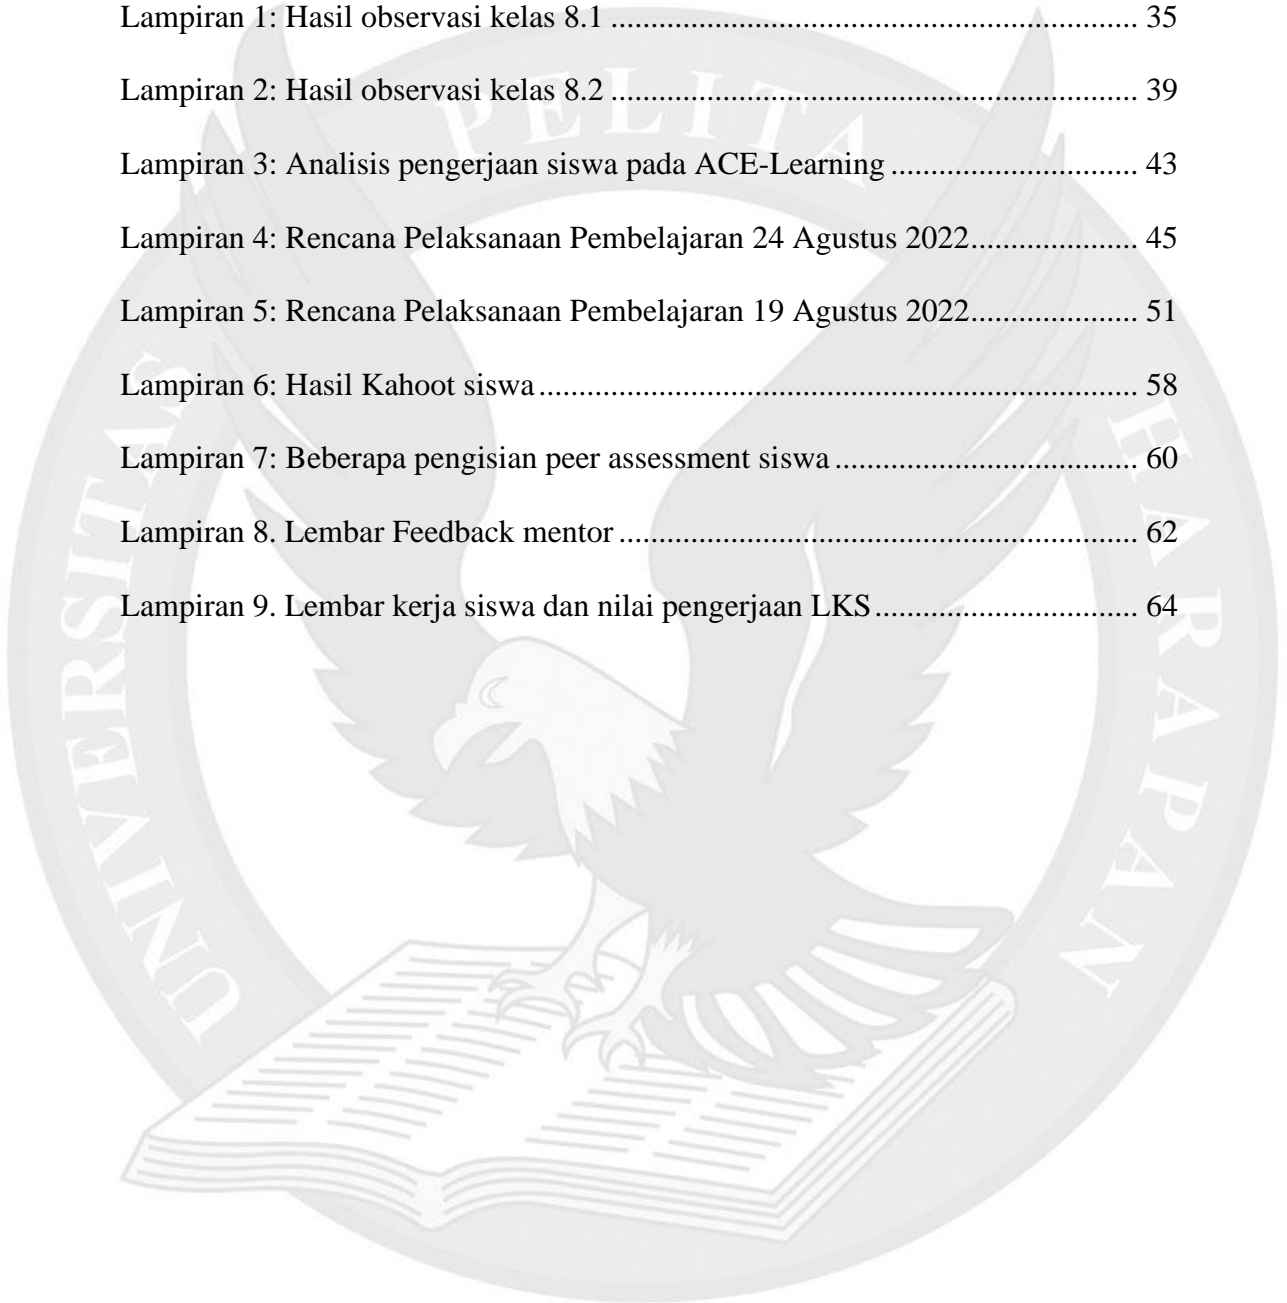 Lampiran 1: Hasil observasi kelas 8.1 .................................................................. 35
Lampiran 2: Hasil observasi kelas 8.2 .................................................................. 39
Lampiran 3: Analisis pengerjaan siswa pada ACE-Learning ............................... 43
Lampiran 4: Rencana Pelaksanaan Pembelajaran 24 Agustus 2022..................... 45
Lampiran 5: Rencana Pelaksanaan Pembelajaran 19 Agustus 2022..................... 51
Lampiran 6: Hasil Kahoot siswa ........................................................................... 58
Lampiran 7: Beberapa pengisian peer assessment siswa ...................................... 60
Lampiran 8. Lembar Feedback mentor ................................................................. 62
Lampiran 9. Lembar kerja siswa dan nilai pengerjaan LKS ................................. 64
UNIVERSITAS PELITA HARAPAN